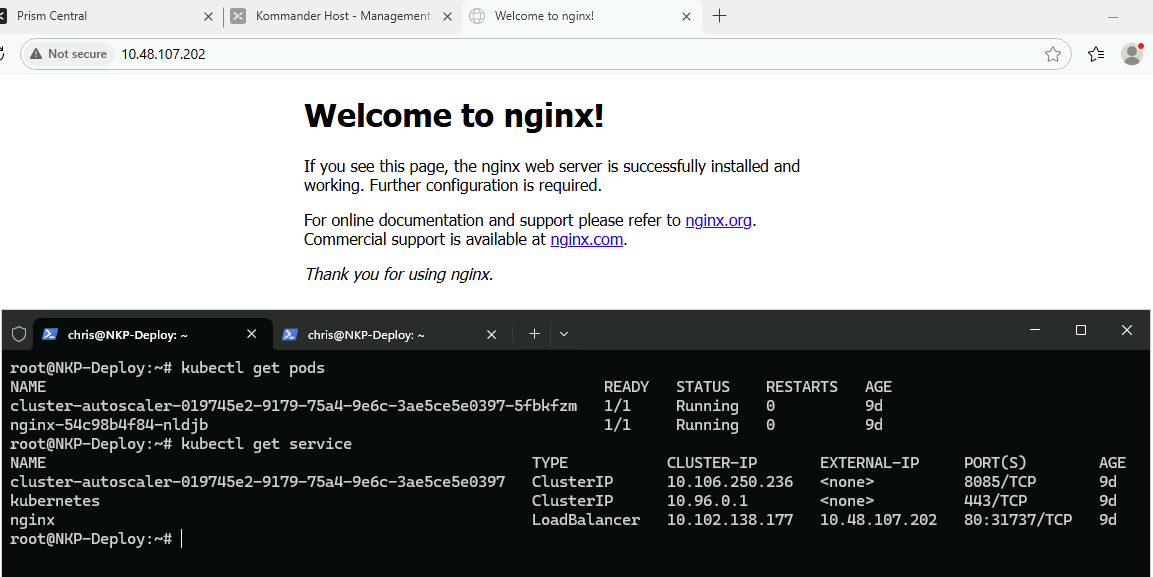 Prism Central Kommander Host - Management Welcome to nginx!
Not secure 10.48.107.202
Welcome to nginx!
If you see this page, the nginx web server is successfully installed and
working. Further configuration is required.
For online documentation and support please refer to nginx.org.
Commercial support is available at nginx.com.
Thank you for using nginx.
chris@NKP-Deploy: ~ chris@NKP-Deploy: ~
root@NKP-Deploy:~# kubectl get pods
NAME READY STATUS RESTARTS AGE
cluster-autoscaler-019745e2-9179-75a4-9e6c-3ae5ce5e0397-5fbkfzm 1/1 Running 0 9d
nginx-54c98b4f84-nldjb 1/1 Running 0 9d
root@NKP-Deploy:~# kubectl get service
NAME TYPE CLUSTER-IP EXTERNAL-IP PORT(S) AGE
cluster-autoscaler-019745e2-9179-75a4-9e6c-3ae5ce5e0397 ClusterIP 10.106.250.236 <none> 8085/TCP 9d
kubernetes ClusterIP 10.96.0.1 <none> 443/TCP 9d
nginx LoadBalancer 10.102.138.177 10.48.107.202 80:31737/TCP 9d
root@NKP-Deploy:~#